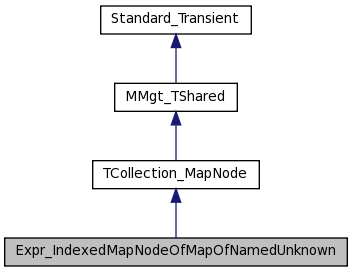 Standard_Transient
MMgt_TShared
TCollection_MapNode
Expr_IndexedMapNodeOfMapOfNamedUnknown